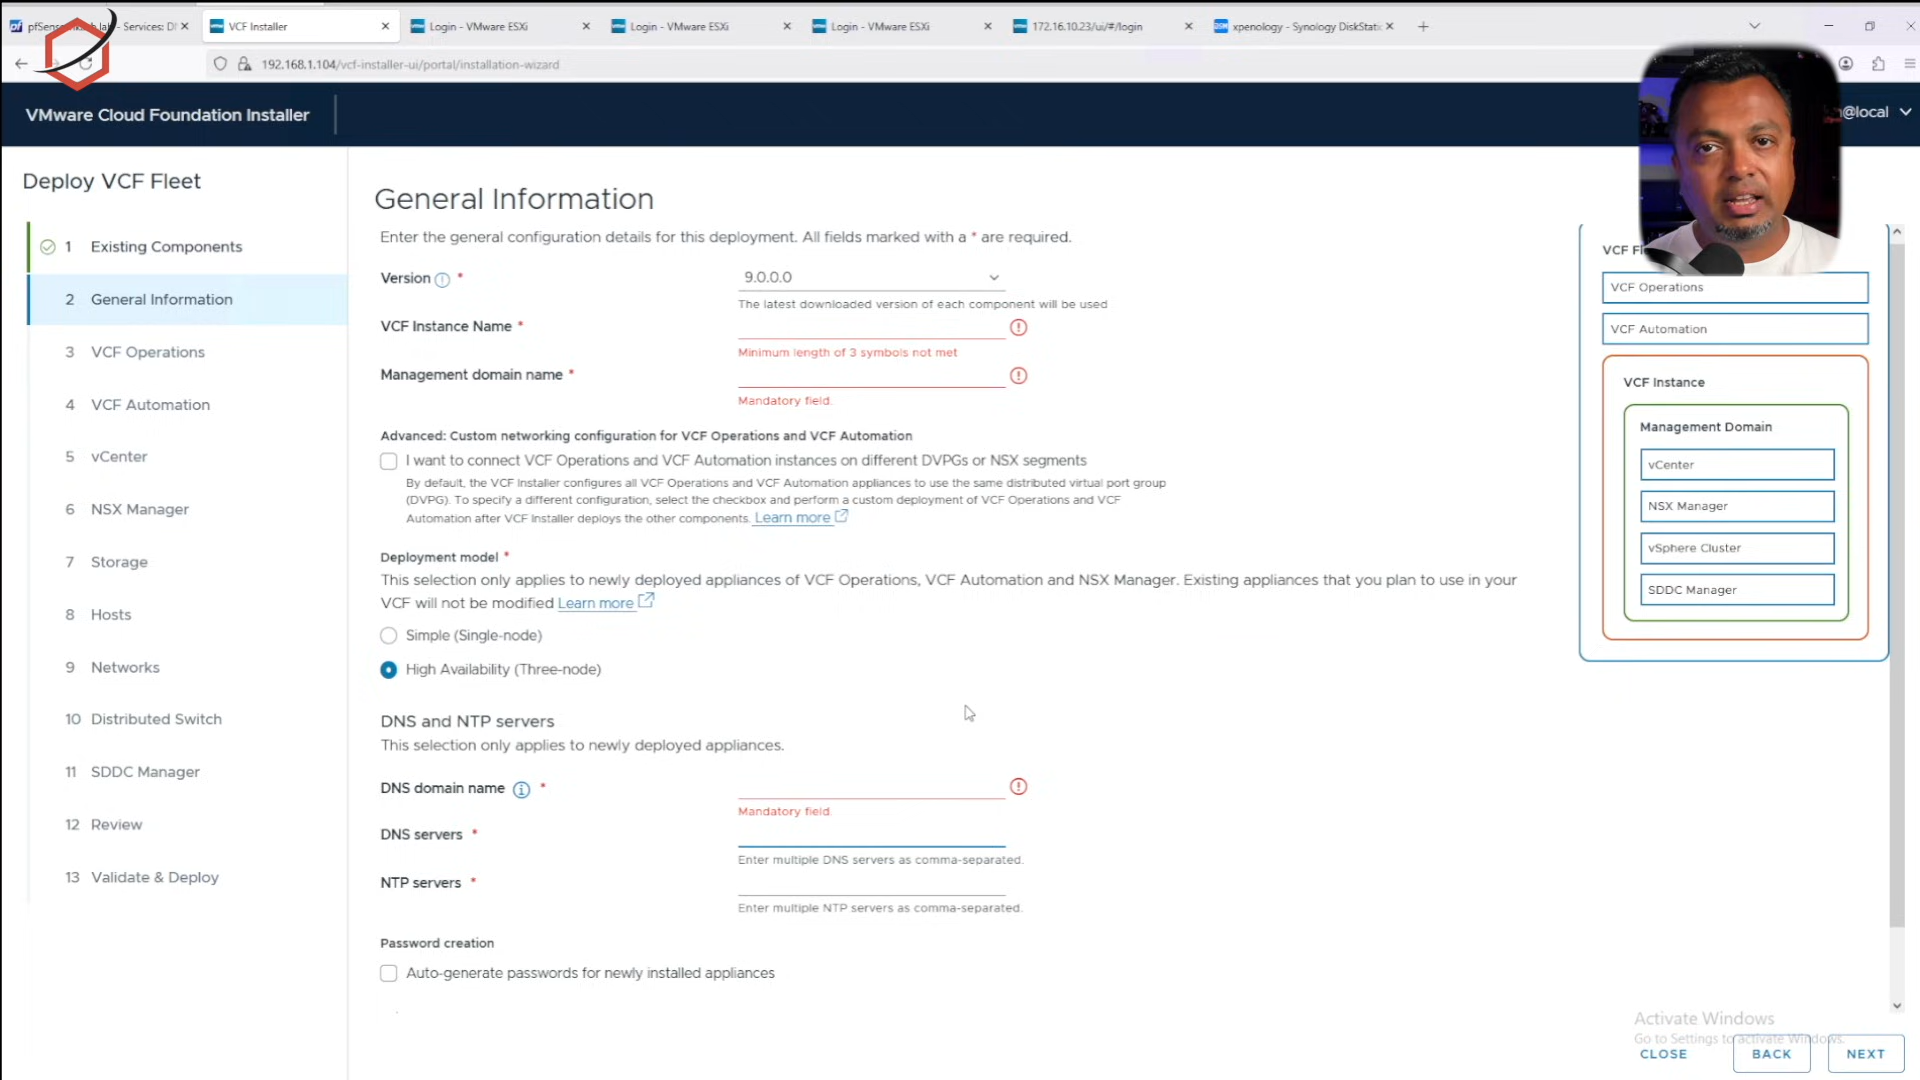 VCF Installer
Login - VMware ESXi
Login - VMware ESXi
Login - VMware ESXi
172.16.10.23/ui/#/login
xpenology - Synology DiskStati
192.168.1.104/vcf-installer-ui/portal/installation-wizard
VMware Cloud Foundation Installer
@local
Deploy VCF Fleet
1 Existing Components
2 General Information
3 VCF Operations
4 VCF Automation
5 vCenter
6 NSX Manager
7 Storage
8 Hosts
9 Networks
10 Distributed Switch
11 SDDC Manager
12 Review
13 Validate & Deploy
General Information
Enter the general configuration details for this deployment. All fields marked with a * are required.
Version *
9.0.0.0
The latest downloaded version of each component will be used
VCF Instance Name *
Minimum length of 3 symbols not met
Management domain name *
Mandatory field.
Advanced: Custom networking configuration for VCF Operations and VCF Automation
I want to connect VCF Operations and VCF Automation instances on different DVPGs or NSX segments
By default, the VCF Installer configures all VCF Operations and VCF Automation appliances to use the same distributed virtual port group
(DVPG). To specify a different configuration, select the checkbox and perform a custom deployment of VCF Operations and VCF
Automation after VCF Installer deploys the other components. Learn more
Deployment model *
This selection only applies to newly deployed appliances of VCF Operations, VCF Automation and NSX Manager. Existing appliances that you plan to use in your
VCF will not be modified Learn more
Simple (Single-node)
High Availability (Three-node)
DNS and NTP servers
This selection only applies to newly deployed appliances.
DNS domain name *
Mandatory field.
DNS servers *
Enter multiple DNS servers as comma-separated.
NTP servers *
Enter multiple NTP servers as comma-separated.
Password creation
Auto-generate passwords for newly installed appliances
VCF Fl
VCF Operations
VCF Automation
VCF Instance
Management Domain
vCenter
NSX Manager
vSphere Cluster
SDDC Manager
Activate Windows
Go to Settings to activate Windows.
CLOSE
BACK
NEXT